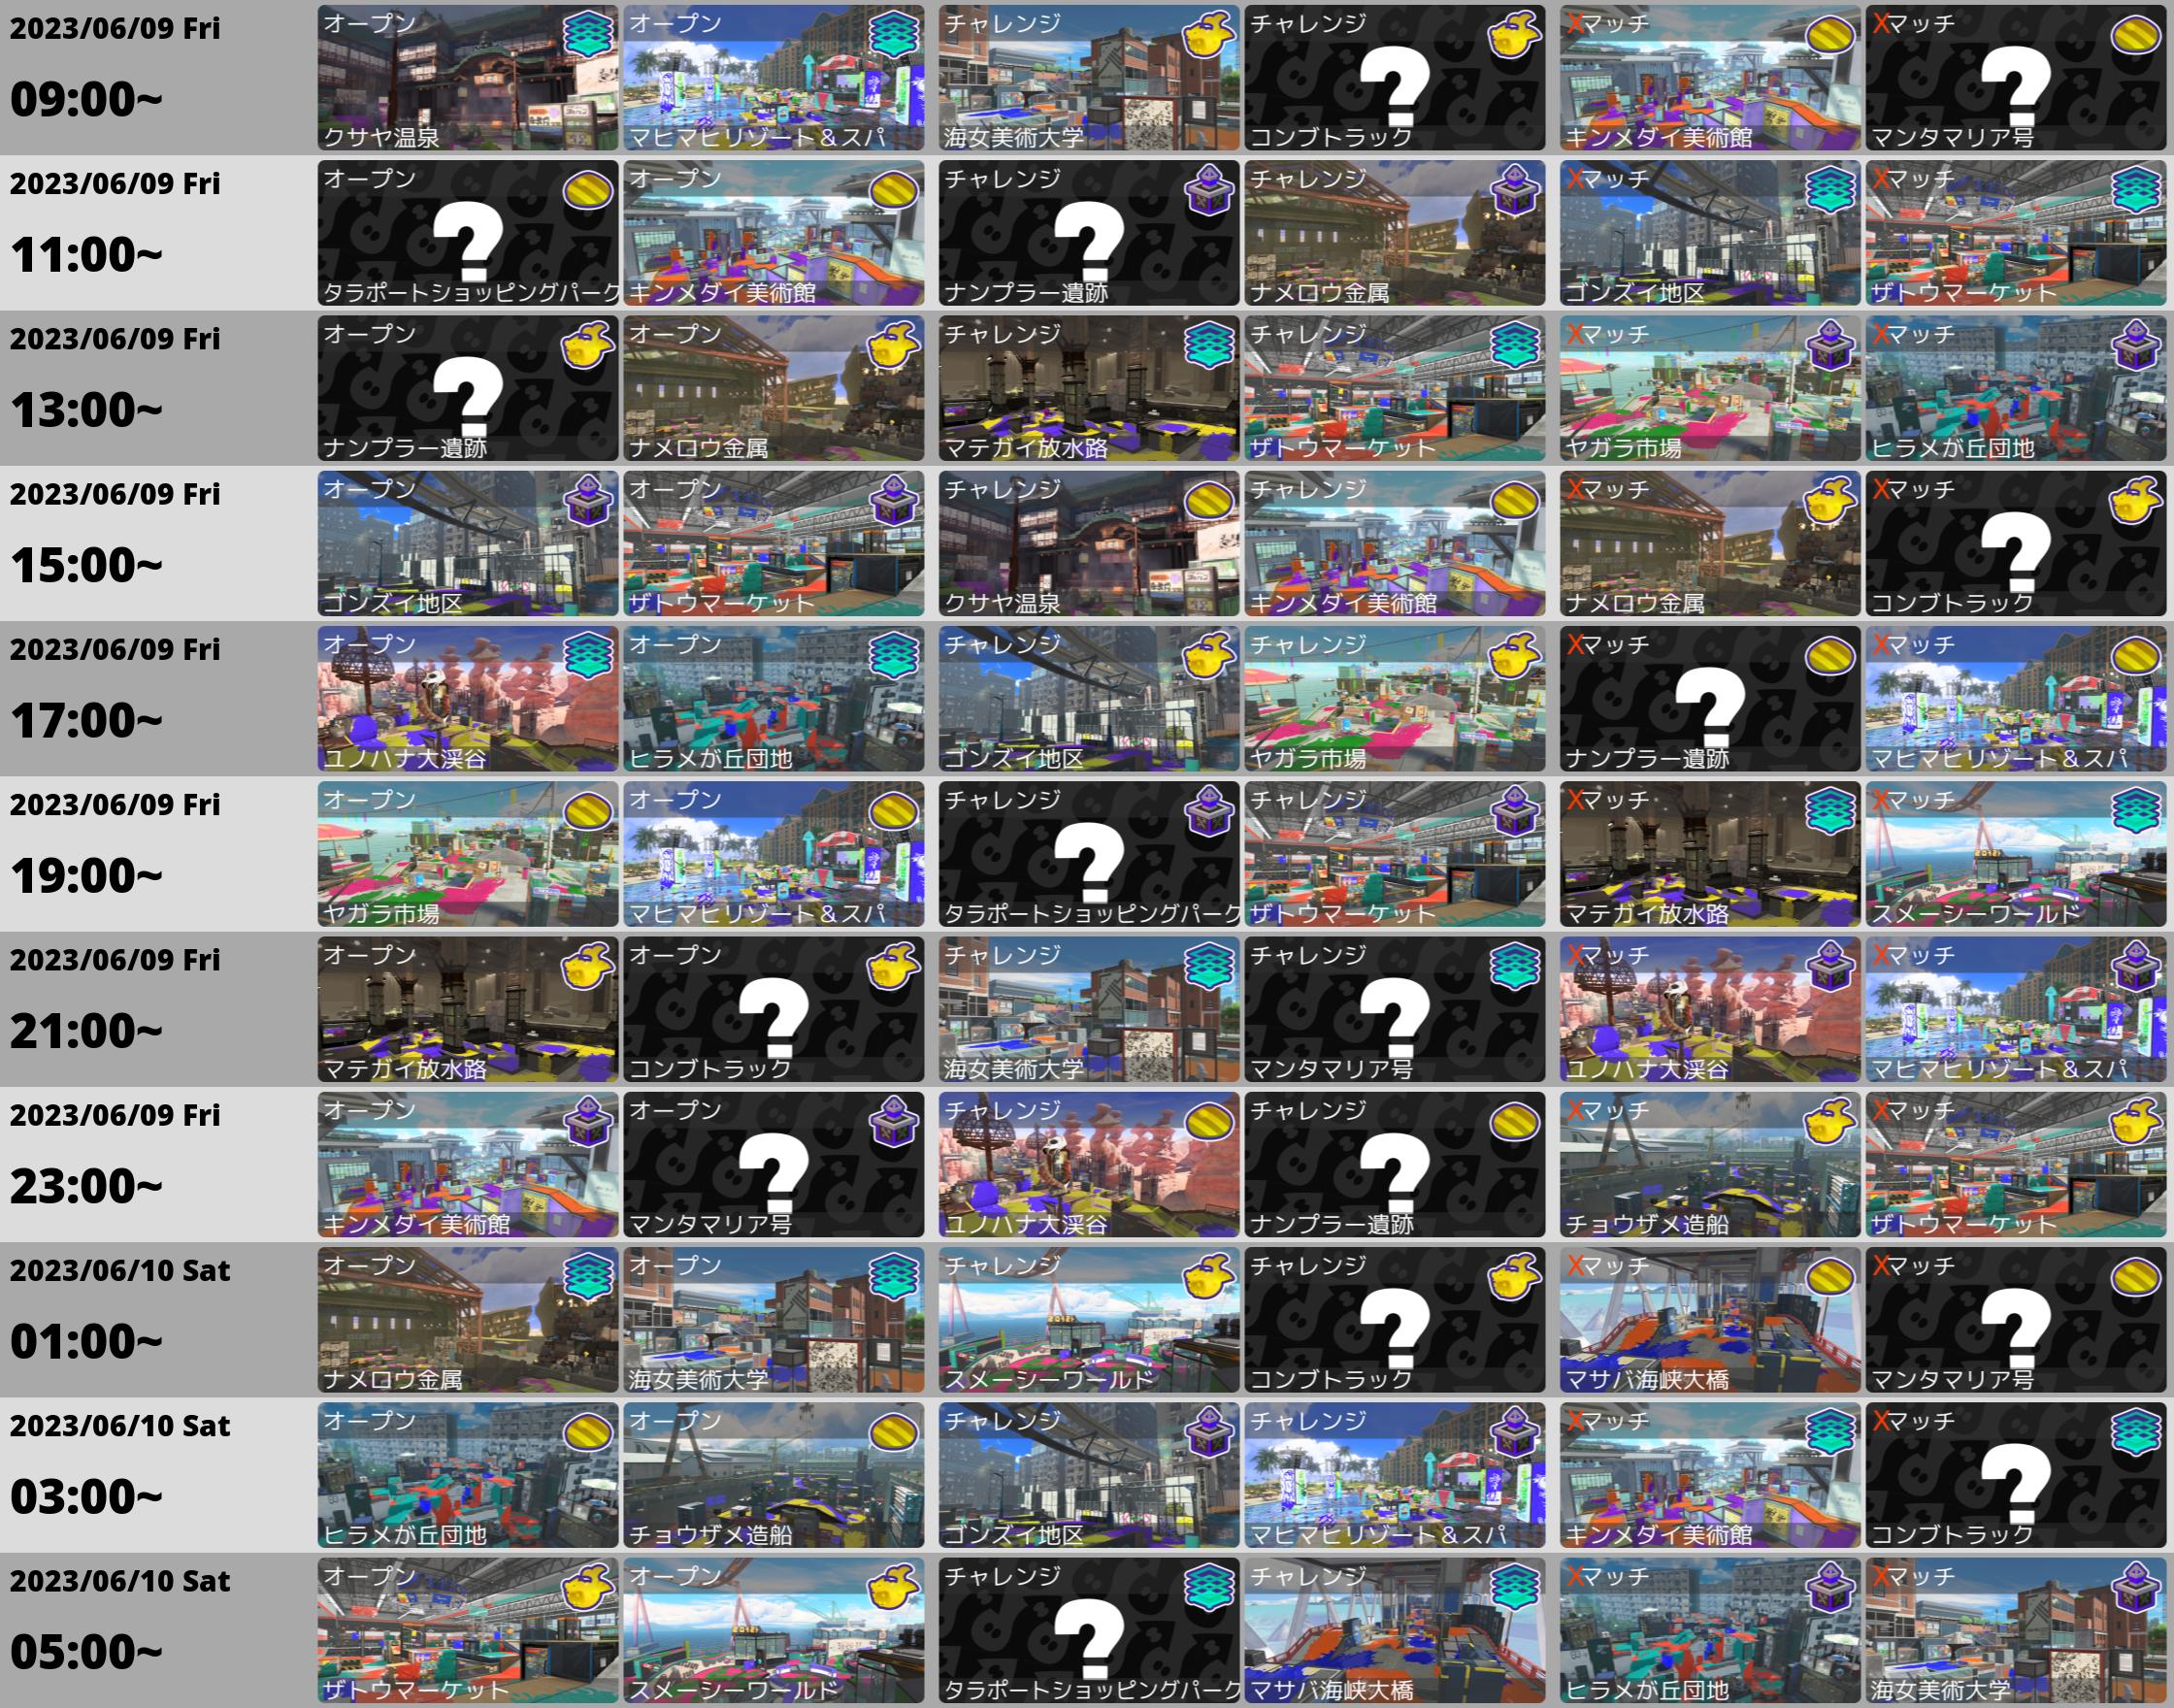 2023/06/09 Fri
09:00~
オープン
クサヤ温泉
オープン
マヒマヒリゾート＆スパ
チャレンジ
海女美術大学
チャレンジ
コンブトラック
Xマッチ
キンメダイ美術館
Xマッチ
マンタマリア号
2023/06/09 Fri
11:00~
オープン
タラポートショッピングパーク
オープン
キンメダイ美術館
チャレンジ
ナンプラー遺跡
チャレンジ
ナメロウ金属
Xマッチ
ゴンズイ地区
Xマッチ
ザトウマーケット
2023/06/09 Fri
13:00~
オープン
ナンプラー遺跡
オープン
ナメロウ金属
チャレンジ
マテガイ放水路
チャレンジ
ザトウマーケット
Xマッチ
ヤガラ市場
Xマッチ
ヒラメが丘団地
2023/06/09 Fri
15:00~
オープン
ゴンズイ地区
オープン
ザトウマーケット
チャレンジ
クサヤ温泉
チャレンジ
キンメダイ美術館
Xマッチ
ナメロウ金属
Xマッチ
コンブトラック
2023/06/09 Fri
17:00~
オープン
ユノハナ大渓谷
オープン
ヒラメが丘団地
チャレンジ
ゴンズイ地区
チャレンジ
ヤガラ市場
Xマッチ
ナンプラー遺跡
Xマッチ
マヒマヒリゾート＆スパ
2023/06/09 Fri
19:00~
オープン
ヤガラ市場
オープン
マヒマヒリゾート＆スパ
チャレンジ
タラポートショッピングパーク
チャレンジ
ザトウマーケット
Xマッチ
マテガイ放水路
Xマッチ
スメーシーワールド
2023/06/09 Fri
21:00~
オープン
マテガイ放水路
オープン
コンブトラック
チャレンジ
海女美術大学
チャレンジ
マンタマリア号
Xマッチ
ユノハナ大渓谷
Xマッチ
マヒマヒリゾート＆スパ
2023/06/09 Fri
23:00~
オープン
キンメダイ美術館
オープン
マンタマリア号
チャレンジ
ユノハナ大渓谷
チャレンジ
ナンプラー遺跡
Xマッチ
チョウザメ造船
Xマッチ
ザトウマーケット
2023/06/10 Sat
01:00~
オープン
ナメロウ金属
オープン
海女美術大学
チャレンジ
スメーシーワールド
チャレンジ
コンブトラック
Xマッチ
マサバ海峡大橋
Xマッチ
マンタマリア号
2023/06/10 Sat
03:00~
オープン
ヒラメが丘団地
オープン
チョウザメ造船
チャレンジ
ゴンズイ地区
チャレンジ
マヒマヒリゾート＆スパ
Xマッチ
キンメダイ美術館
Xマッチ
コンブトラック
2023/06/10 Sat
05:00~
オープン
ザトウマーケット
オープン
スメーシーワールド
チャレンジ
タラポートショッピングパーク
チャレンジ
マサバ海峡大橋
Xマッチ
ヒラメが丘団地
Xマッチ
海女美術大学